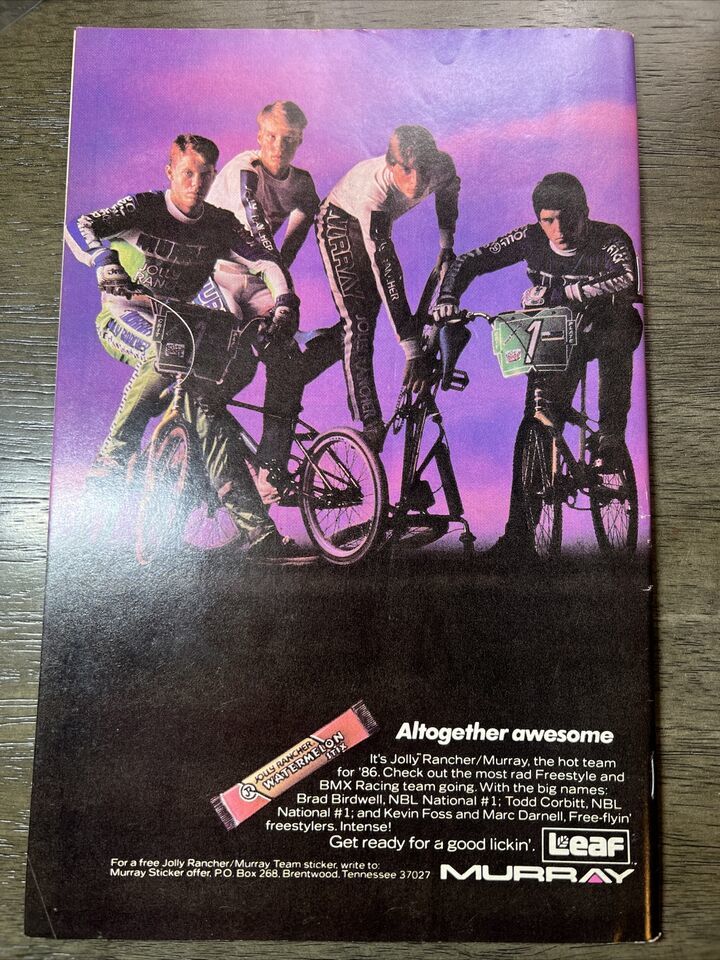 MURRAY
JOLLY RANCHER
JOLLY
RANCHER
1
JOLLY RANCHER
WATERMELON
STIX
Altogether awesome
It's Jolly Rancher/Murray, the hot team
for '86. Check out the most rad Freestyle and
BMX Racing team going. With the big names:
Brad Birdwell, NBL National #1; Todd Corbitt, NBL
National #1; and Kevin Foss and Marc Darnell, Free-flyin'
freestylers. Intense!
Get ready for a good lickin'.
Leaf
For a free Jolly Rancher/Murray Team sticker, write to:
Murray Sticker offer, P.O. Box 268, Brentwood, Tennessee 37027
MURRAY